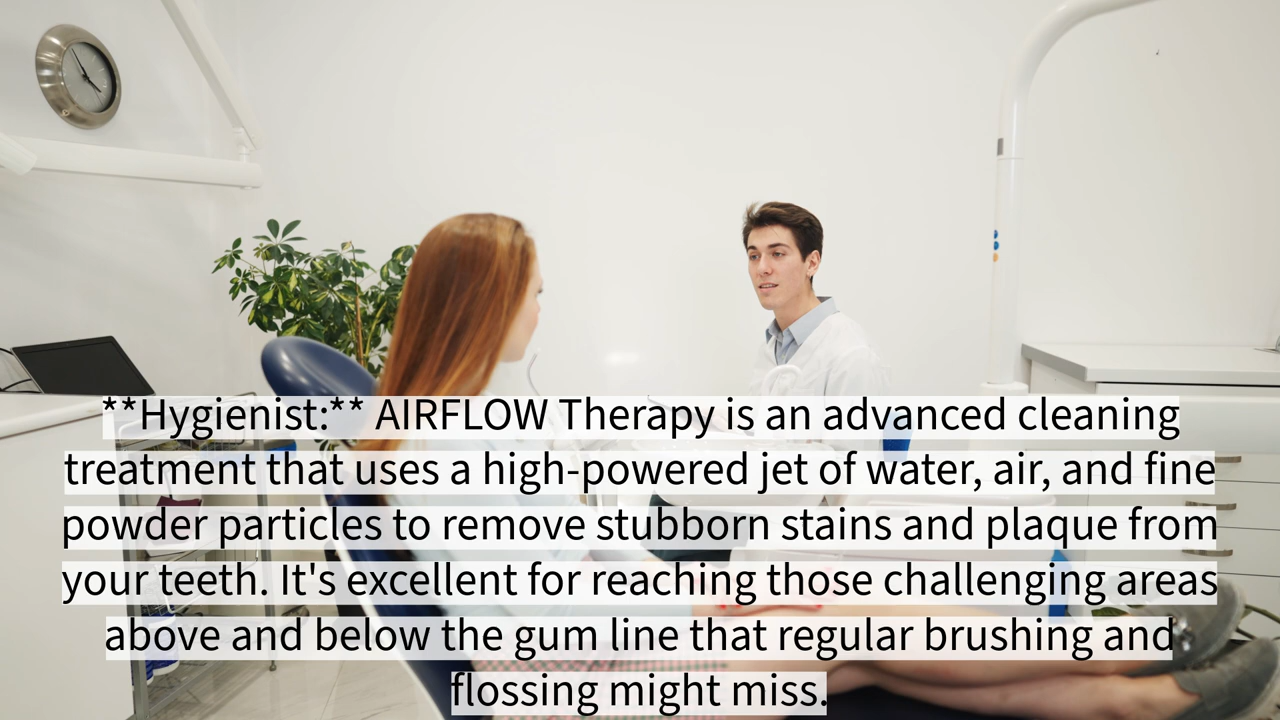 **Hygienist:** AIRFLOW Therapy is an advanced cleaning
treatment that uses a high-powered jet of water, air, and fine
powder particles to remove stubborn stains and plaque from
your teeth. It's excellent for reaching those challenging areas
above and below the gum line that regular brushing and
flossing might miss.